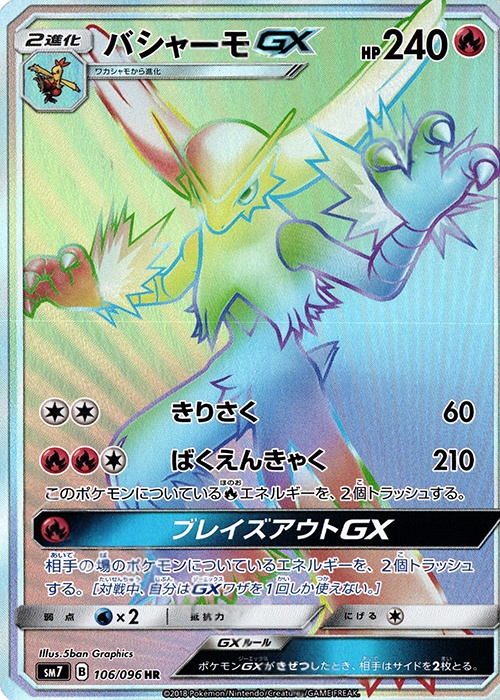 2進化 バシャーモGX HP240
ワカシャモから進化
きりさく 60
ばくえんきゃく 210
このポケモンについているエネルギーを、2個トラッシュする。
ブレイズアウトGX
相手の場のポケモンについているエネルギーを、2個トラッシュ
する。[対戦中、自分はGXワザを1回しか使えない。]
弱点 ×2 抵抗力 にげる
Illus.5ban Graphics GXルール
SM7 B 106/096 HR ポケモンGXがきぜつしたとき、相手はサイドを2枚とる。
©2018 Pokémon/Nintendo/Creatures/GAME FREAK.